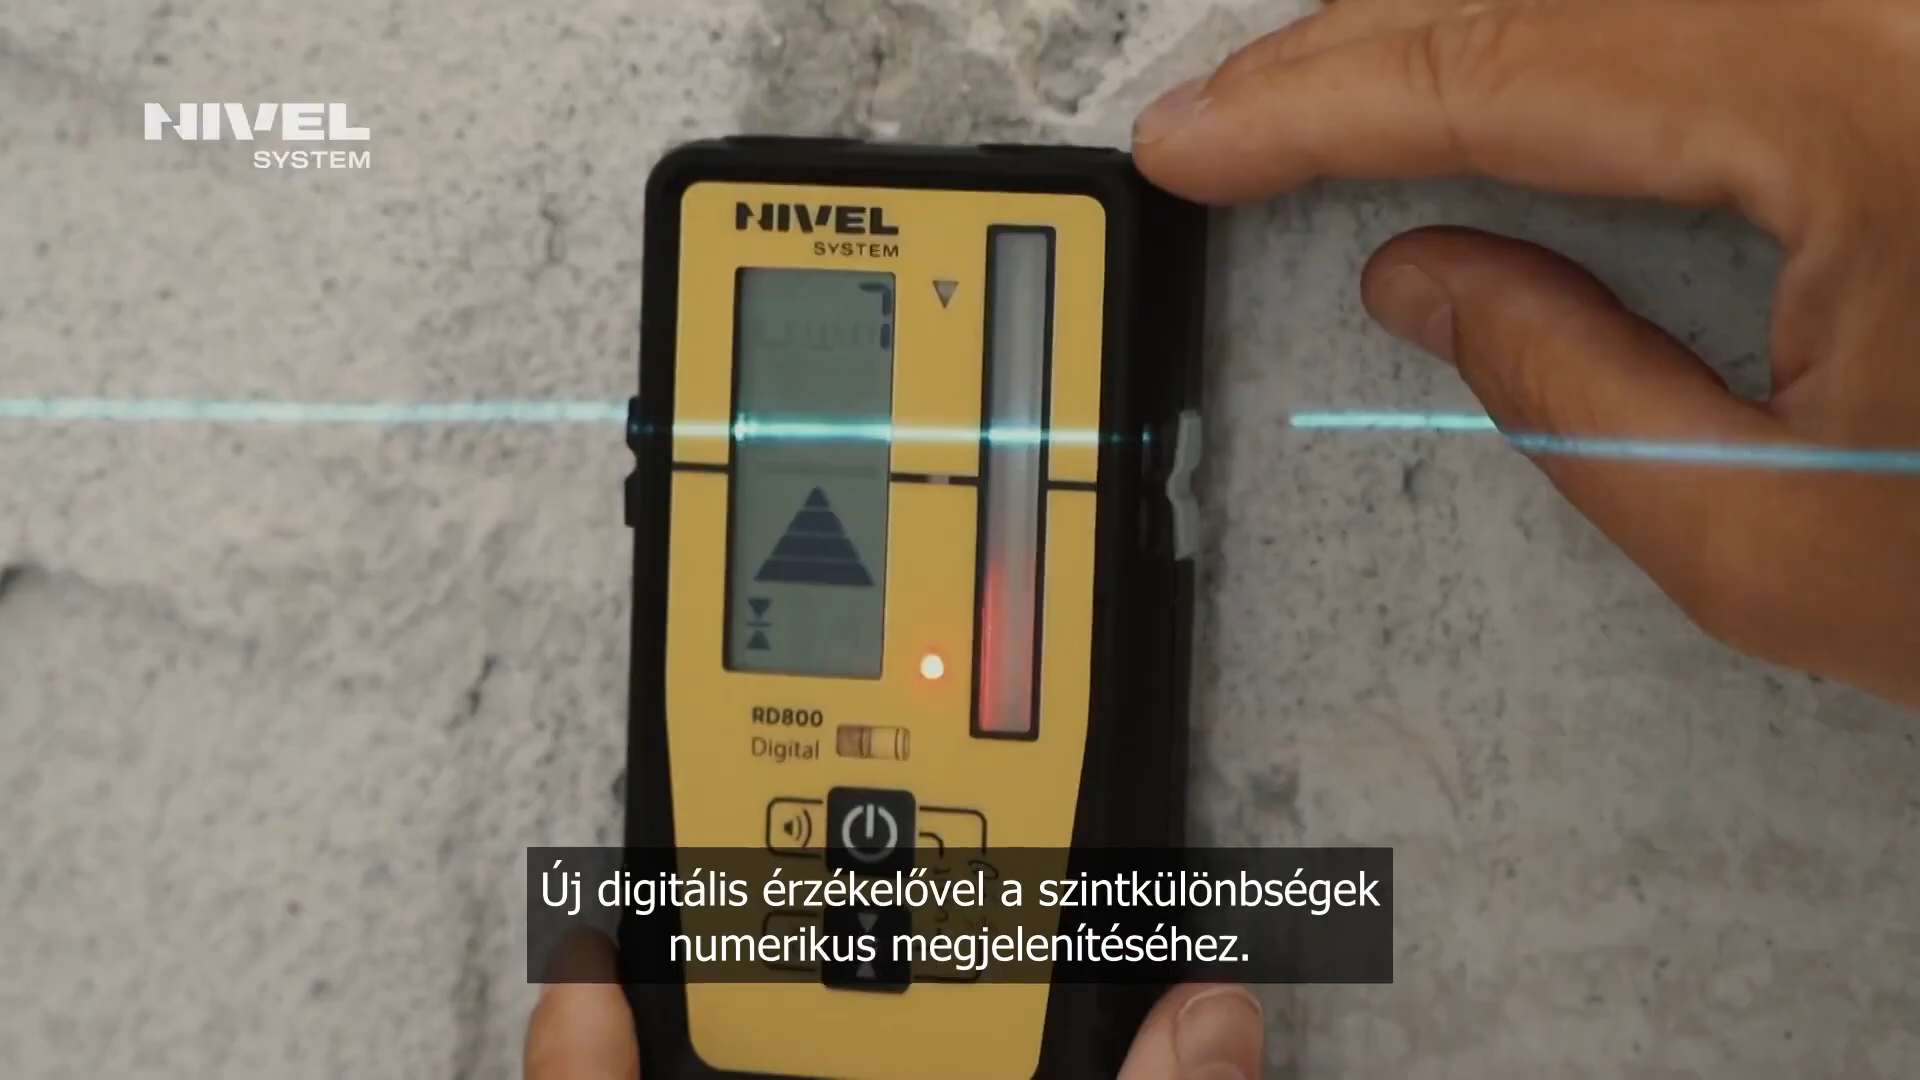 NIVEL
SYSTEM
NIVEL
SYSTEM
RD800
Digital
Új digitális érzékelővel a szintkülönbségek
numerikus megjelenítéséhez.